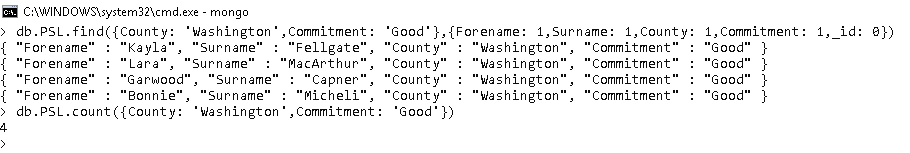 C:\WINDOWS\system32\cmd.exe - mongo
> db.PSL.find({County: 'Washington',Commitment: 'Good'},{Forename: 1,Surname: 1,County: 1,Commitment: 1,_id: 0})
{ "Forename" : "Kayla", "Surname" : "Fellgate", "County" : "Washington", "Commitment" : "Good" }
{ "Forename" : "Lara", "Surname" : "MacArthur", "County" : "Washington", "Commitment" : "Good" }
{ "Forename" : "Garwood", "Surname" : "Capner", "County" : "Washington", "Commitment" : "Good" }
{ "Forename" : "Bonnie", "Surname" : "Micheli", "County" : "Washington", "Commitment" : "Good" }
> db.PSL.count({County: 'Washington',Commitment: 'Good'})
4
>